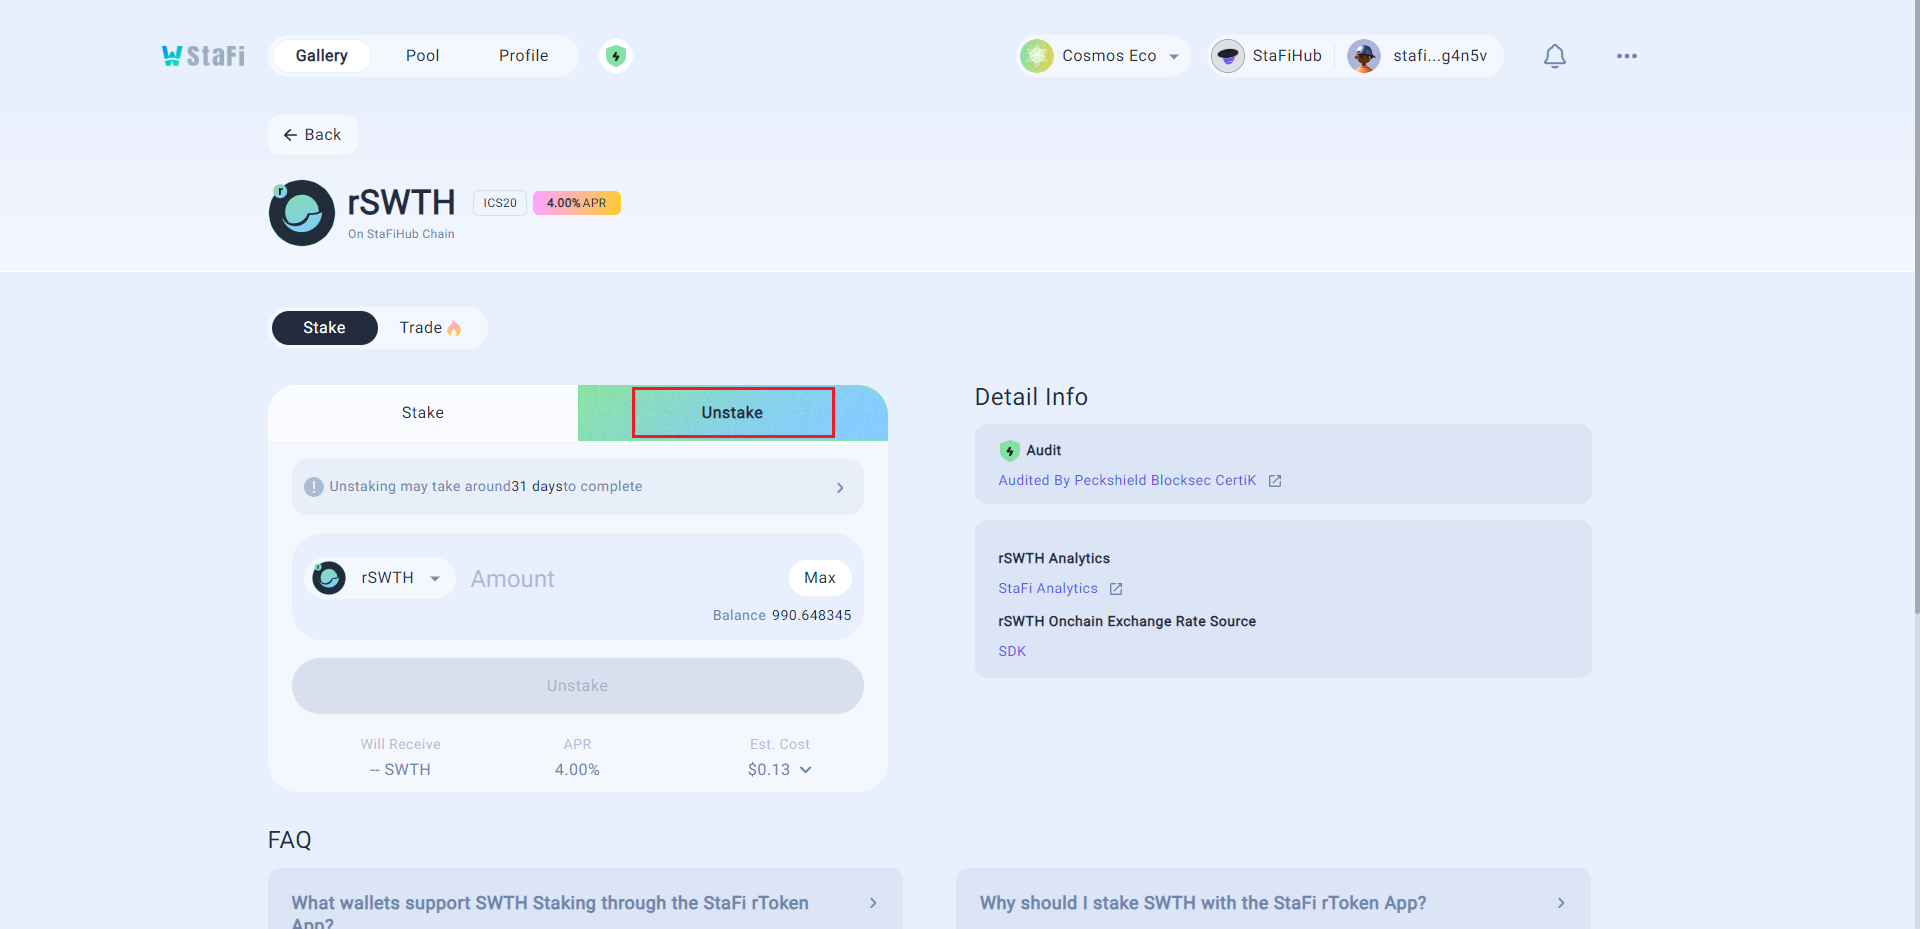 StaFi
Gallery
Pool
Profile
Cosmos Eco
StaFiHub
stafi...g4n5v
Back
r
rSWTH
ICS20
4.00% APR
On StaFiHub Chain
Stake
Trade
Stake
Unstake
Unstaking may take around31 daysto complete
rSWTH
Amount
Max
Balance 990.648345
Unstake
Will Receive
APR
Est. Cost
-- SWTH
4.00%
$0.13
Detail Info
Audit
Audited By Peckshield Blocksec CertiK
rSWTH Analytics
StaFi Analytics
rSWTH Onchain Exchange Rate Source
SDK
FAQ
What wallets support SWTH Staking through the StaFi rToken
App?
Why should I stake SWTH with the StaFi rToken App?